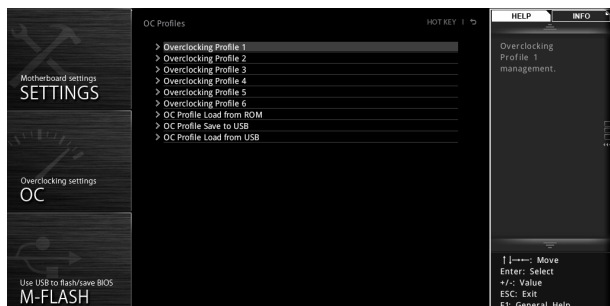 Motherboard settings
SETTINGS
Overclocking settings
OC
Use USB to flash/save BIOS
M-FLASH
OC Profiles
HOT KEY
> Overclocking Profile 1
> Overclocking Profile 2
> Overclocking Profile 3
> Overclocking Profile 4
> Overclocking Profile 5
> Overclocking Profile 6
> OC Profile Load from ROM
> OC Profile Save to USB
> OC Profile Load from USB
HELP
INFO
Overclocking
Profile 1
management.
↑↓→←: Move
Enter: Select
+/-: Value
ESC: Exit
F1: General Help